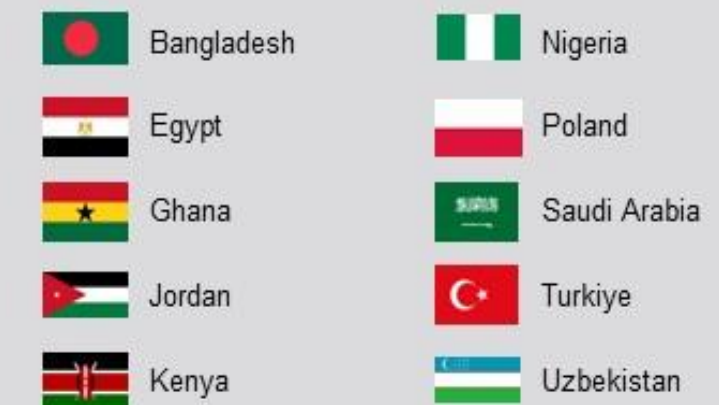 Bangladesh
Egypt
Ghana
Jordan
Kenya
Nigeria
Poland
Saudi Arabia
Turkiye
Uzbekistan